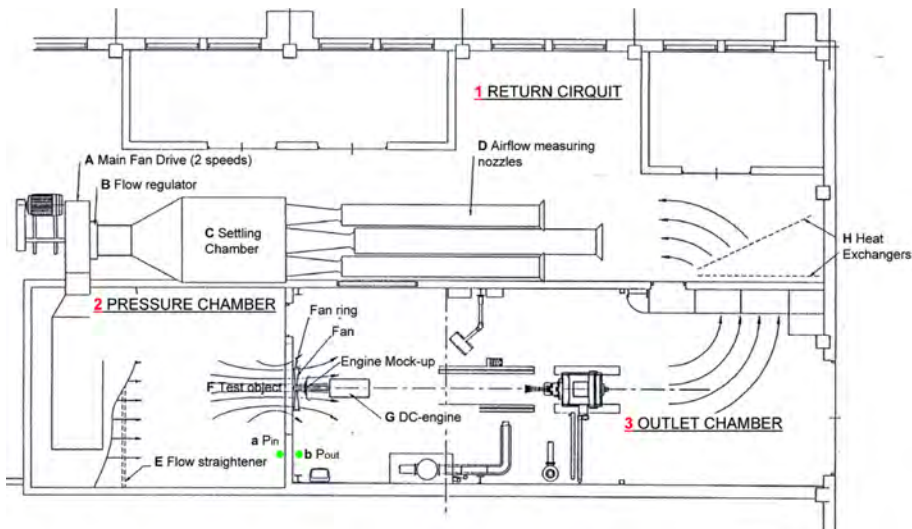 1 RETURN CIRQUIT
D Airflow measuring
nozzles
A Main Fan Drive (2 speeds)
B Flow regulator
C Settling
Chamber
H Heat
Exchangers
2 PRESSURE CHAMBER
Fan ring
Fan
Engine Mock-up
F Test object
G DC-engine
3 OUTLET CHAMBER
a Pin
b Pout
E Flow straightener